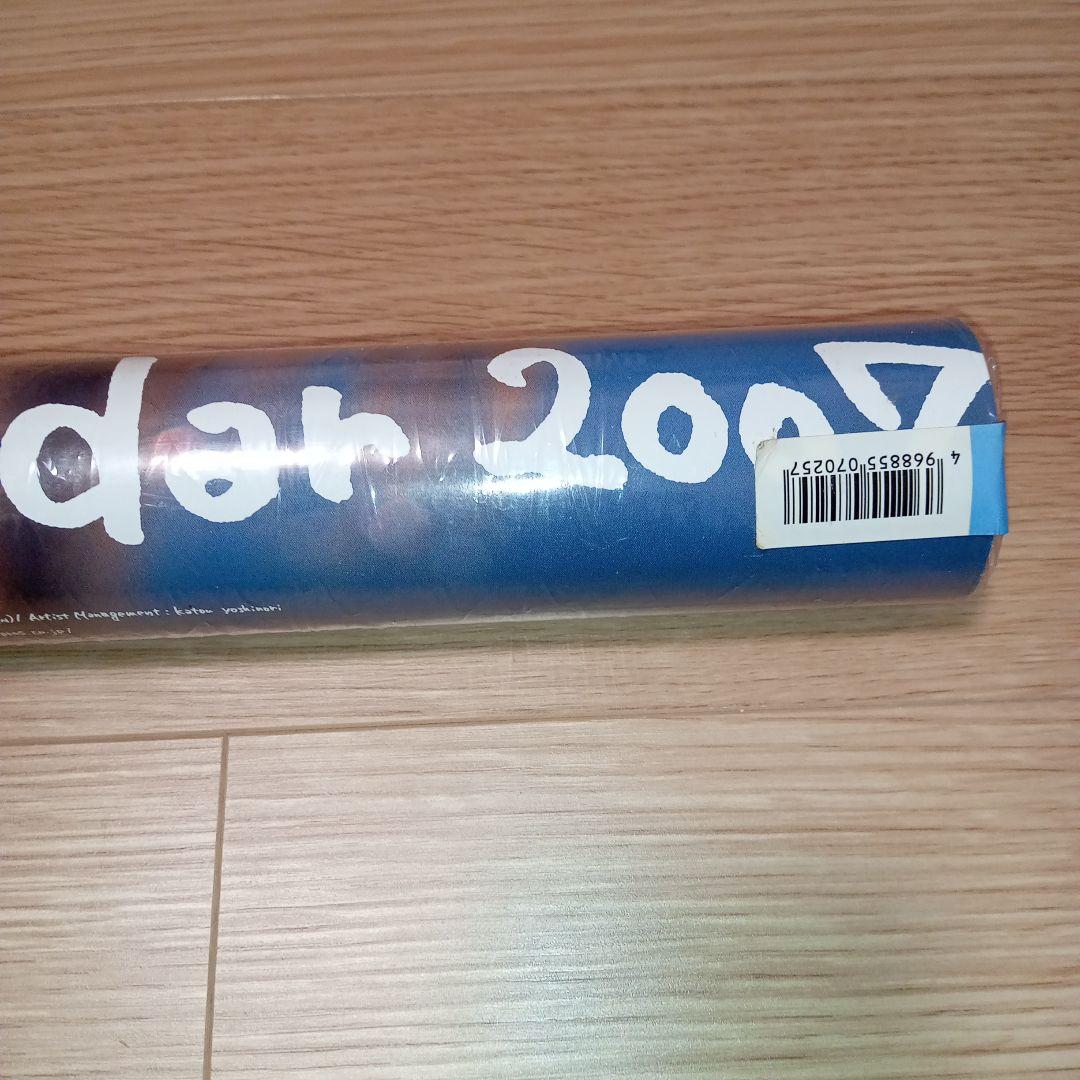 dar 2007
4 968855 070257
Artist Management : katou yoshinori